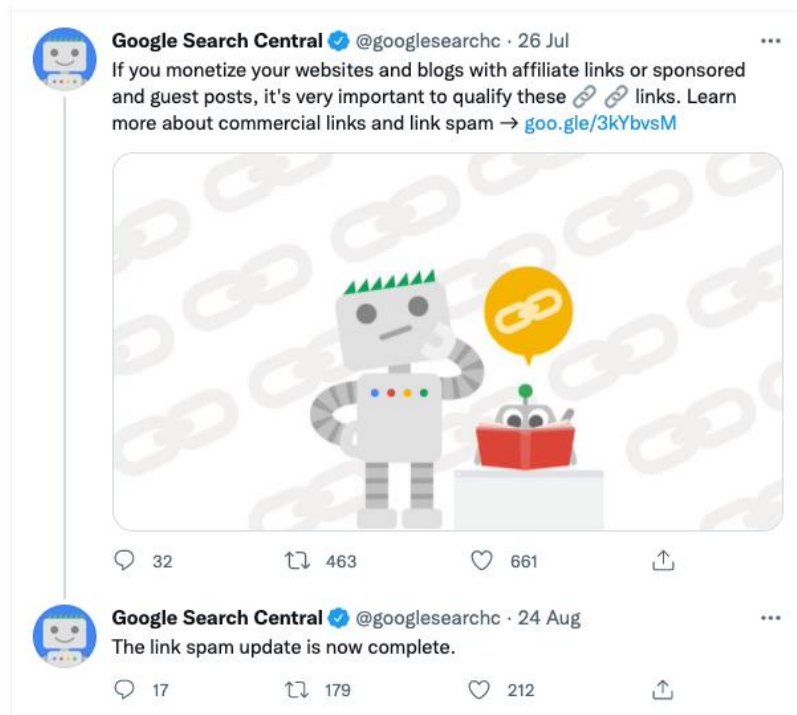 Google Search Central @googlesearchc · 26 Jul
If you monetize your websites and blogs with affiliate links or sponsored
and guest posts, it's very important to qualify these 🔗 🔗 links. Learn
more about commercial links and link spam → goo.gle/3kYbvsM
32 463 661
Google Search Central @googlesearchc · 24 Aug
The link spam update is now complete.
17 179 212